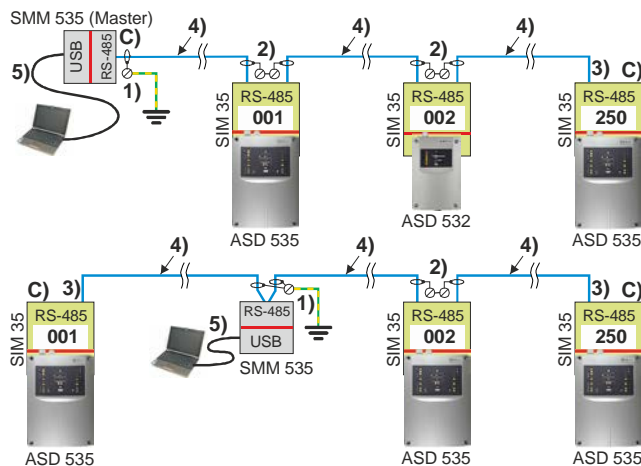 SMM 535 (Master)
USB
RS-485
C)
4)
2)
4)
2)
4)
5)
1)
3)
C)
SIM 35
RS-485
001
SIM 35
RS-485
002
SIM 35
RS-485
250
ASD 535
ASD 532
ASD 535
4)
4)
2)
4)
C)
3)
1)
3)
C)
SIM 35
RS-485
001
5)
RS-485
USB
SMM 535
SIM 35
RS-485
002
SIM 35
RS-485
250
ASD 535
ASD 535
ASD 535